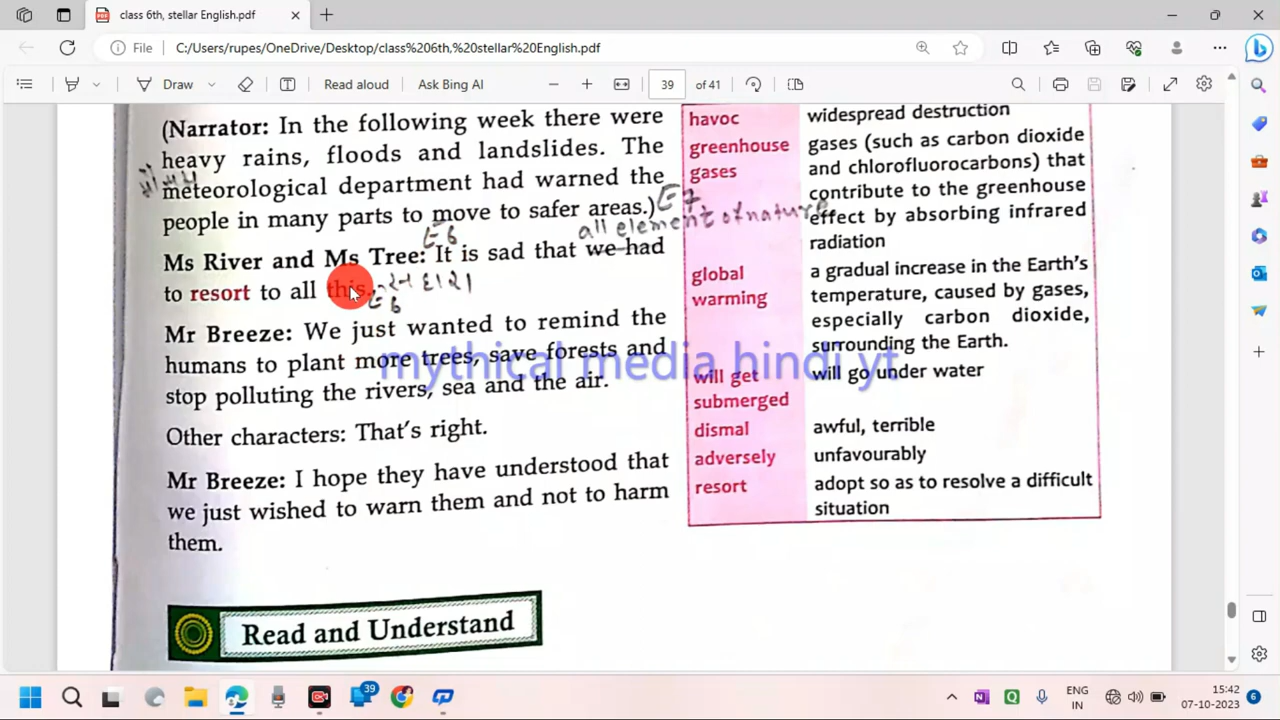 class 6th, stellar English.pdf
File
C:/Users/rupes/OneDrive/Desktop/class%206th,%20stellar%20English.pdf
Draw
Read aloud
Ask Bing AI
39
of 41
(Narrator: In the following week there were
heavy rains, floods and landslides. The
meteorological department had warned the
people in many parts to move to safer areas.)
E7
all element of nature
E6
Ms River and Ms Tree: It is sad that we had
to resort to all this.
E6
Mr Breeze: We just wanted to remind the
humans to plant more trees, save forests and
stop polluting the rivers, sea and the air.
Other characters: That's right.
Mr Breeze: I hope they have understood that
we just wished to warn them and not to harm
them.
havoc widespread destruction
greenhouse gases (such as carbon dioxide
gases and chlorofluorocarbons) that
contribute to the greenhouse
effect by absorbing infrared
radiation
global a gradual increase in the Earth's
warming temperature, caused by gases,
especially carbon dioxide,
surrounding the Earth.
will get will go under water
submerged
dismal awful, terrible
adversely unfavourably
resort adopt so as to resolve a difficult
situation
mythical media hindi yt
Read and Understand
39
ENG
IN
15:42
07-10-2023
6